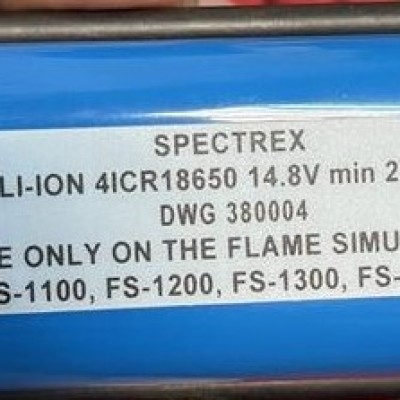 SPECTREX
LI-ION 4ICR18650 14.8V min 2
DWG 380004
E ONLY ON THE FLAME SIMU
S-1100, FS-1200, FS-1300, FS-